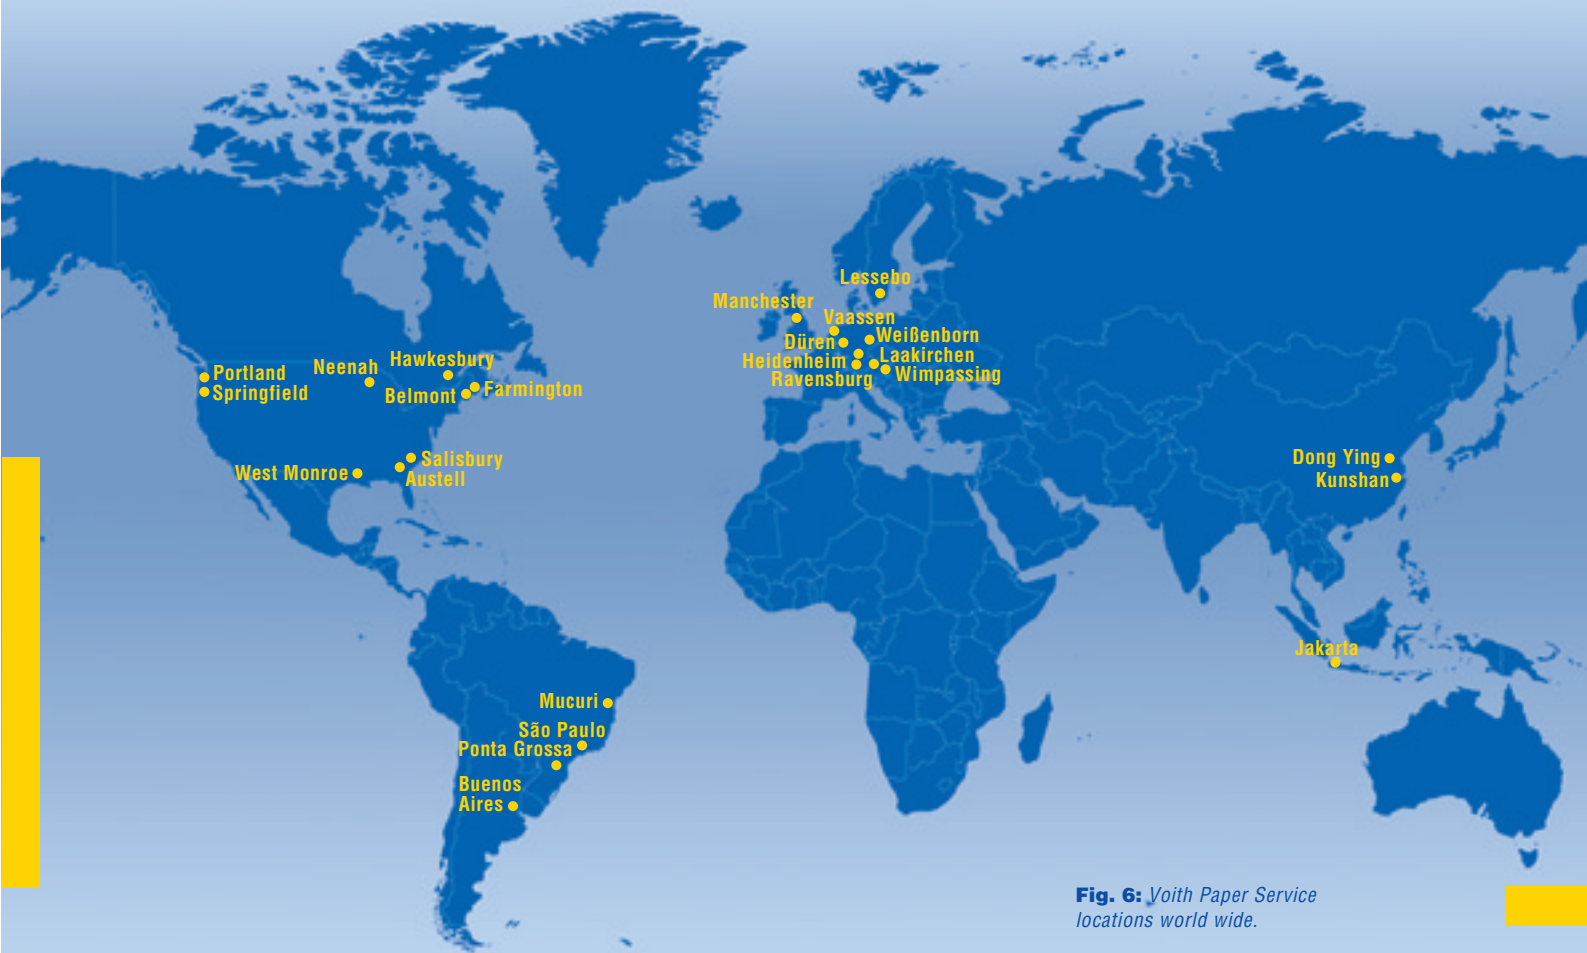 Lessebo
Manchester
Vaassen
Weißenborn
Düren
Laakirchen
Heidenheim
Wimpassing
Ravensburg
Hawkesbury
Neenah
Portland
Farmington
Springfield
Belmont
Salisbury
West Monroe
Austell
Dong Ying
Kunshan
Jakarta
Mucuri
São Paulo
Ponta Grossa
Buenos
Aires
Fig. 6: Voith Paper Service
locations world wide.